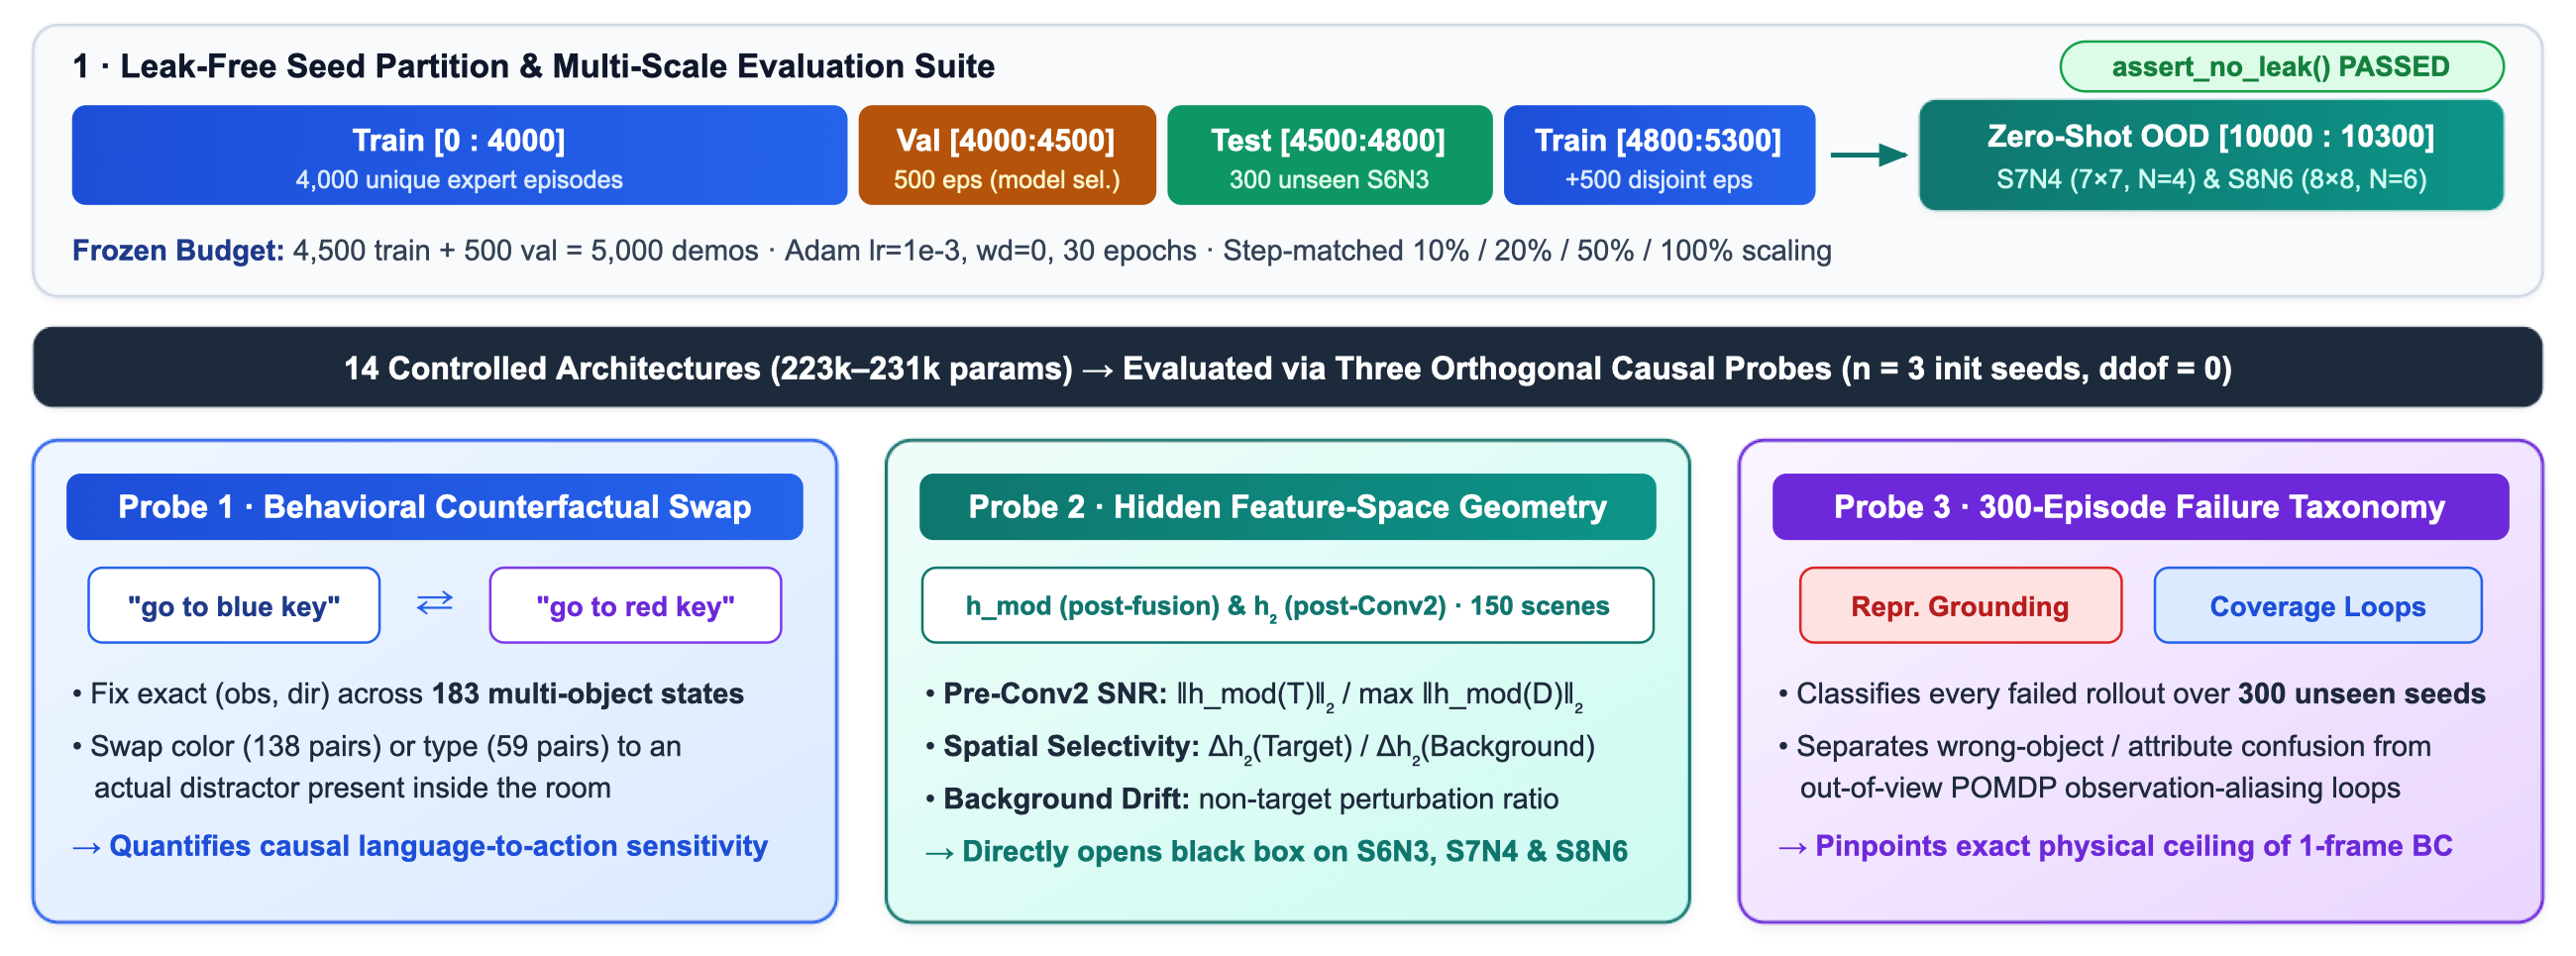 1 · Leak-Free Seed Partition & Multi-Scale Evaluation Suite
assert_no_leak() PASSED
Train [0 : 4000]
4,000 unique expert episodes
Val [4000:4500]
500 eps (model sel.)
Test [4500:4800]
300 unseen S6N3
Train [4800:5300]
+500 disjoint eps
Zero-Shot OOD [10000 : 10300]
S7N4 (7×7, N=4) & S8N6 (8×8, N=6)
Frozen Budget: 4,500 train + 500 val = 5,000 demos · Adam lr=1e-3, wd=0, 30 epochs · Step-matched 10% / 20% / 50% / 100% scaling
14 Controlled Architectures (223k–231k params) → Evaluated via Three Orthogonal Causal Probes (n = 3 init seeds, ddof = 0)
Probe 1 · Behavioral Counterfactual Swap
"go to blue key" ⇄ "go to red key"
• Fix exact (obs, dir) across 183 multi-object states
• Swap color (138 pairs) or type (59 pairs) to an
actual distractor present inside the room
→ Quantifies causal language-to-action sensitivity
Probe 2 · Hidden Feature-Space Geometry
h_mod (post-fusion) & h₂ (post-Conv2) · 150 scenes
• Pre-Conv2 SNR: ‖h_mod(T)‖₂ / max ‖h_mod(D)‖₂
• Spatial Selectivity: Δh₂(Target) / Δh₂(Background)
• Background Drift: non-target perturbation ratio
→ Directly opens black box on S6N3, S7N4 & S8N6
Probe 3 · 300-Episode Failure Taxonomy
Repr. Grounding
Coverage Loops
• Classifies every failed rollout over 300 unseen seeds
• Separates wrong-object / attribute confusion from
out-of-view POMDP observation-aliasing loops
→ Pinpoints exact physical ceiling of 1-frame BC